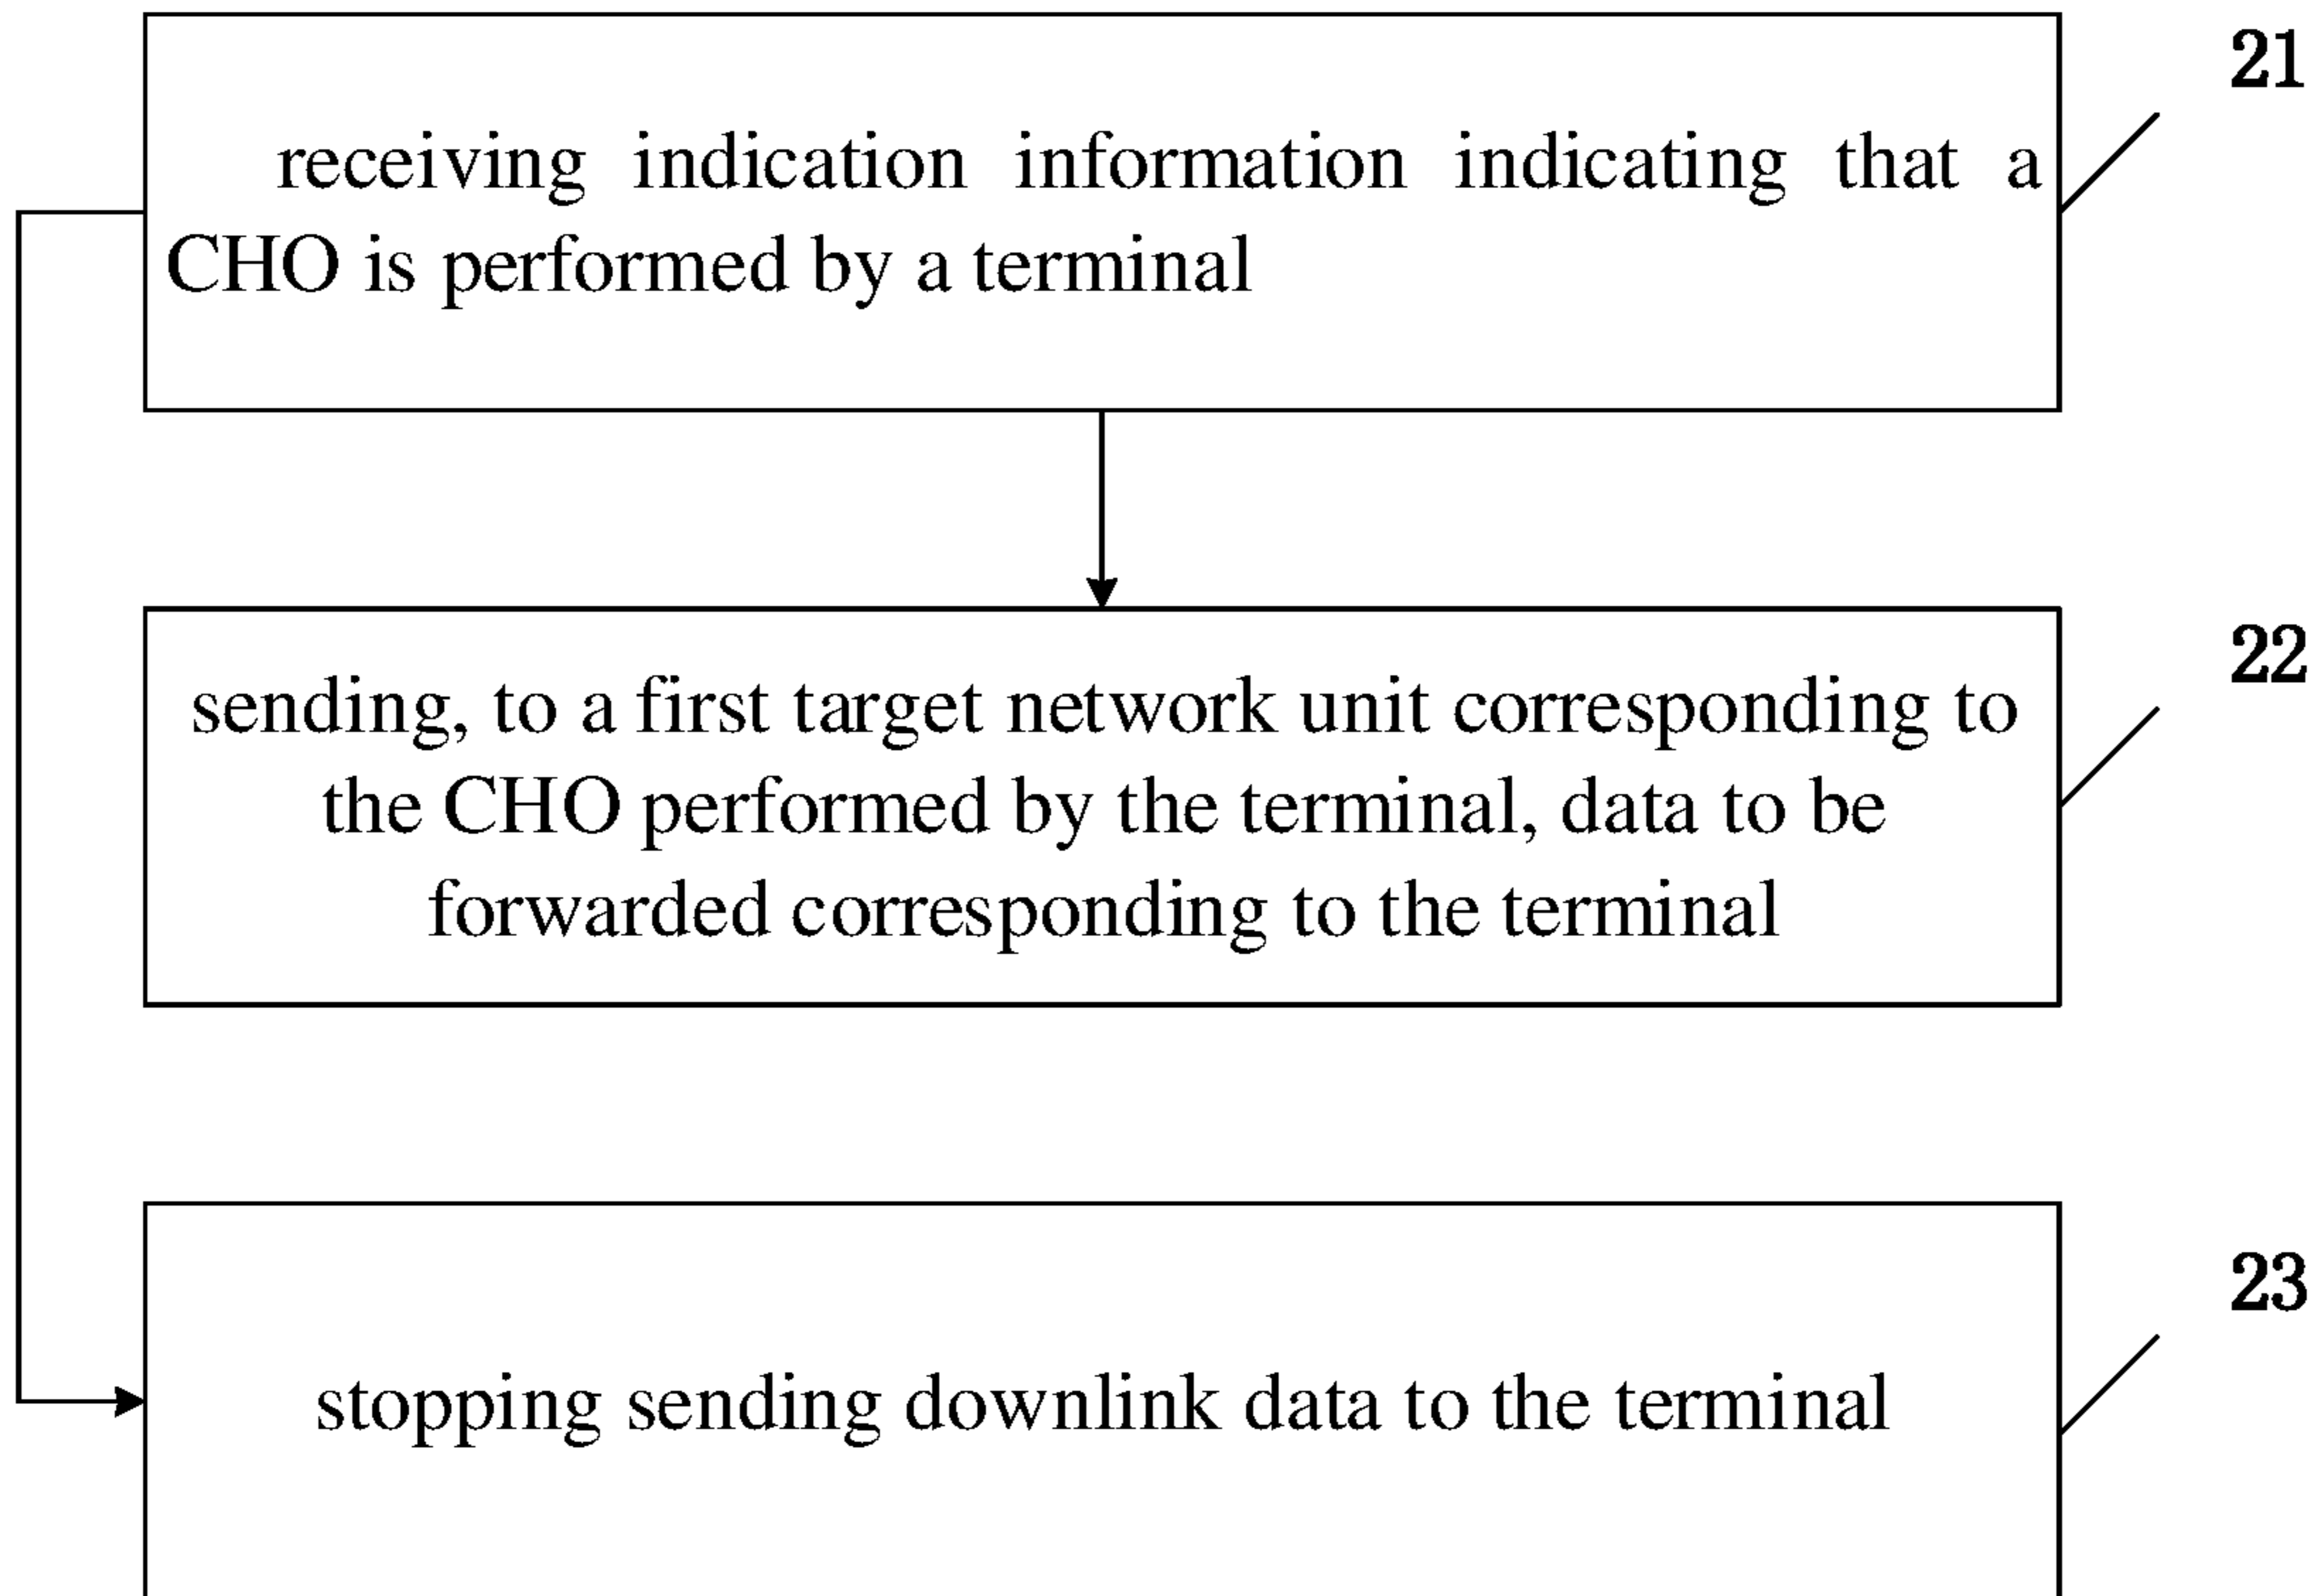 21
receiving indication information indicating that a
CHO is performed by a terminal
22
sending, to a first target network unit corresponding to
the CHO performed by the terminal, data to be
forwarded corresponding to the terminal
23
stopping sending downlink data to the terminal